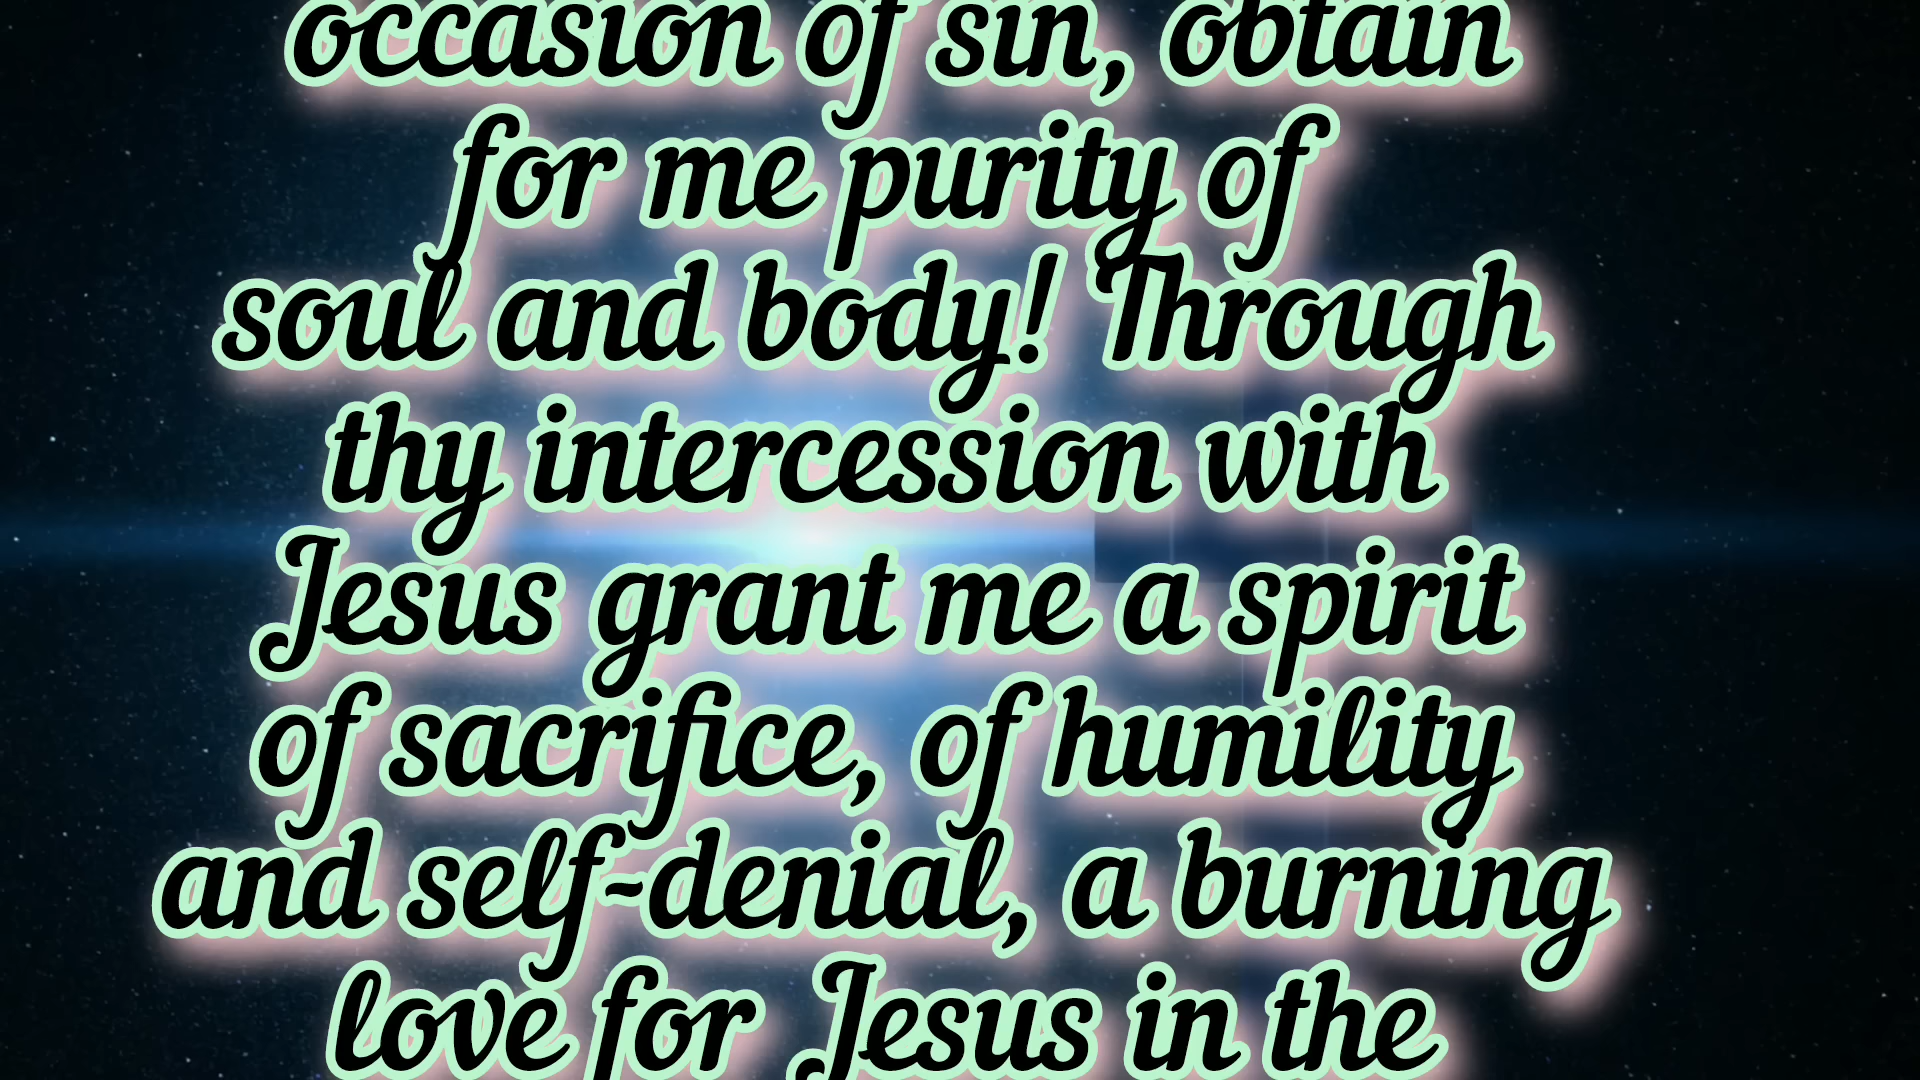 occasion of sin, obtain
for me purity of
soul and body! Through
thy intercession with
Jesus grant me a spirit
of sacrifice, of humility
and self-denial, a burning
love for Jesus in the